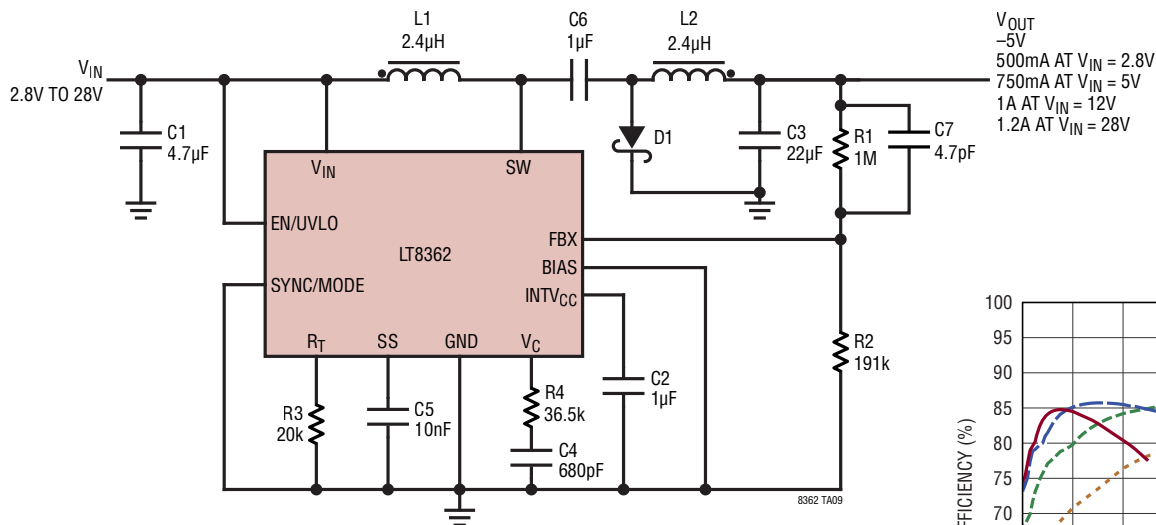 L1
2.4µH
C6
1µF
L2
2.4µH
VOUT
–5V
500mA AT VIN = 2.8V
750mA AT VIN = 5V
1A AT VIN = 12V
1.2A AT VIN = 28V
VIN
2.8V TO 28V
C1
4.7µF
D1
C3
22µF
R1
1M
C7
4.7pF
VIN
SW
EN/UVLO
FBX
LT8362
BIAS
SYNC/MODE
INTVCC
RT
SS
GND
VC
R2
191k
R3
20k
C5
10nF
R4
36.5k
C4
680pF
C2
1µF
8362 TA09
100
95
90
85
80
75
70
FFICIENCY (%)